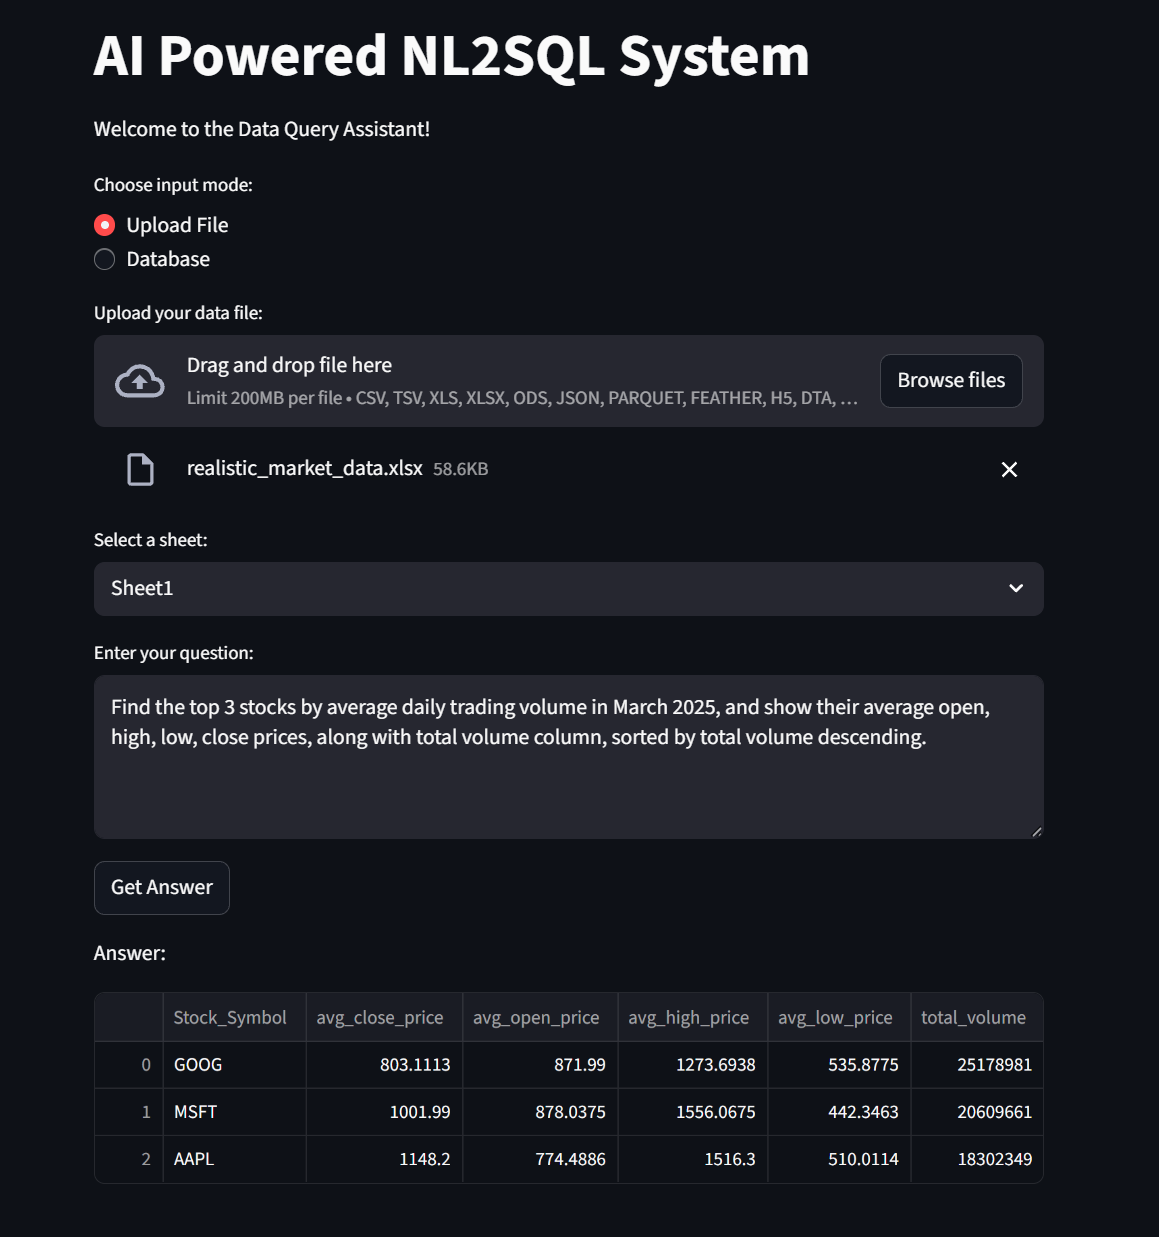 AI Powered NL2SQL System
Welcome to the Data Query Assistant!
Choose input mode:
Upload File
Database
Upload your data file:
Drag and drop file here
Limit 200MB per file • CSV, TSV, XLS, XLSX, ODS, JSON, PARQUET, FEATHER, H5, DTA, …
Browse files
realistic_market_data.xlsx 58.6KB
Select a sheet:
Sheet1
Enter your question:
Find the top 3 stocks by average daily trading volume in March 2025, and show their average open,
high, low, close prices, along with total volume column, sorted by total volume descending.
Get Answer
Answer:
Stock_Symbol avg_close_price avg_open_price avg_high_price avg_low_price total_volume
0 GOOG 803.1113 871.99 1273.6938 535.8775 25178981
1 MSFT 1001.99 878.0375 1556.0675 442.3463 20609661
2 AAPL 1148.2 774.4886 1516.3 510.0114 18302349